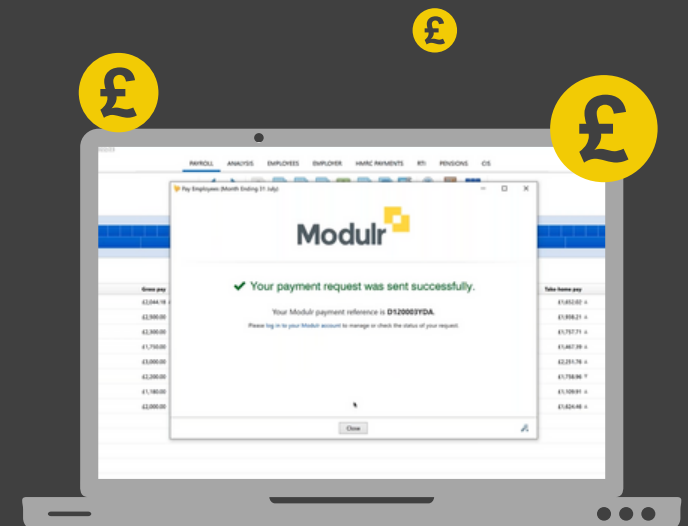 £
£
£
PAYROLL ANALYSIS EMPLOYEES EMPLOYER HMRC PAYMENTS RTI PENSIONS CIS
Pay Employees (Month Ending 31 July)
Modulr
Your payment request was sent successfully.
Your Modulr payment reference is D120003YDA.
Please log in to your Modulr account to manage or check the status of your request.
Close
Gross pay Take home pay
£2,044.18 £1,652.02
£2,900.00 £1,938.21
£2,300.00 £1,757.71
£1,750.00 £1,467.39
£3,000.00 £2,251.78
£2,200.00 £1,758.96
£1,180.00 £1,109.91
£2,000.00 £1,624.48